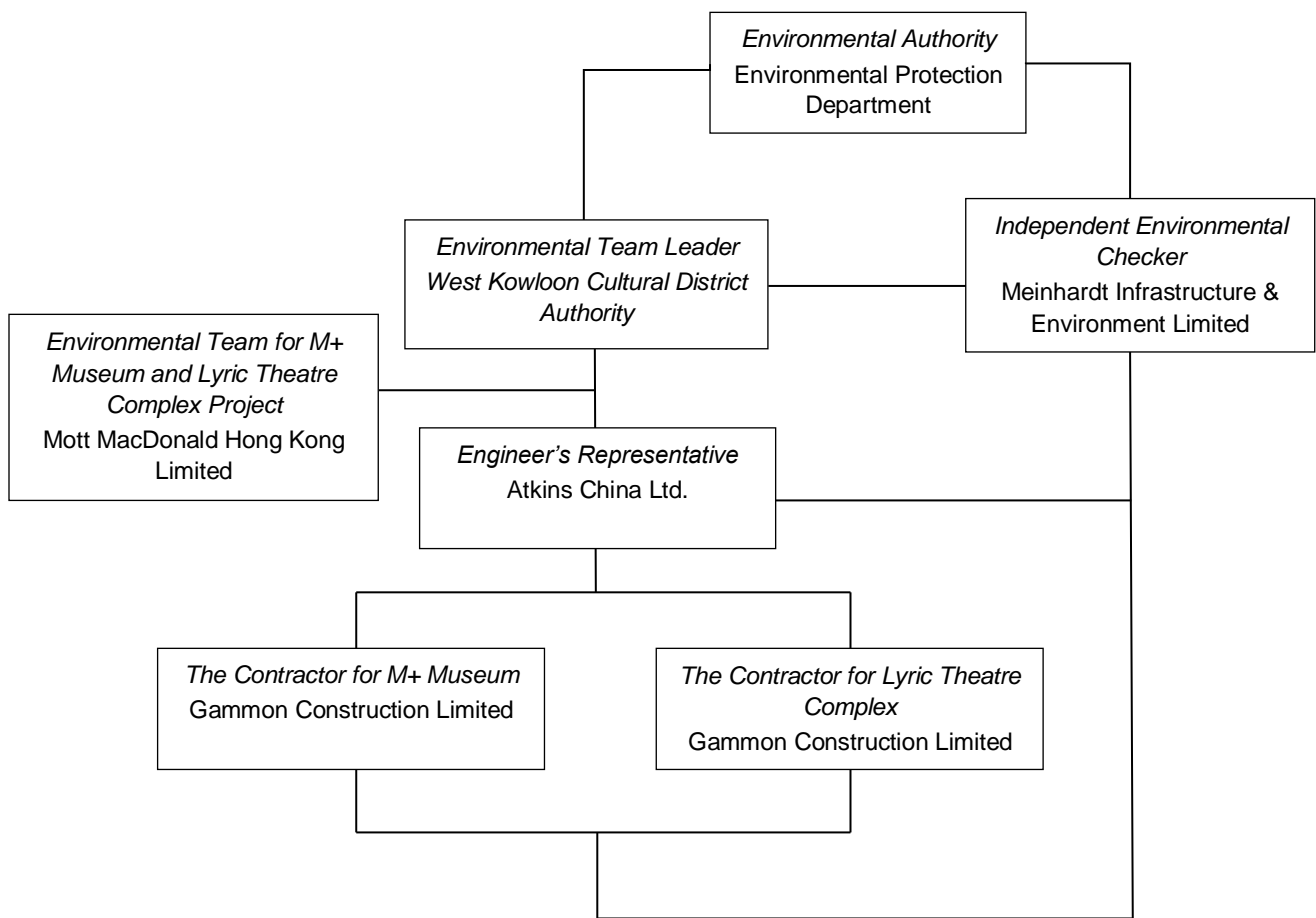 Environmental Authority
Environmental Protection
Department
Environmental Team Leader
West Kowloon Cultural District
Authority
Independent Environmental
Checker
Meinhardt Infrastructure &
Environment Limited
Environmental Team for M+
Museum and Lyric Theatre
Complex Project
Mott MacDonald Hong Kong
Limited
Engineer’s Representative
Atkins China Ltd.
The Contractor for M+ Museum
Gammon Construction Limited
The Contractor for Lyric Theatre
Complex
Gammon Construction Limited